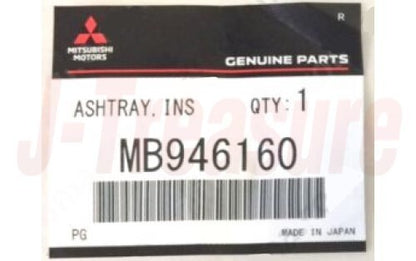 R
MITSUBISHI
MOTORS
GENUINE PARTS
ASHTRAY, INS QTY: 1
MB946160
PG MADE IN JAPAN
J-Treasure